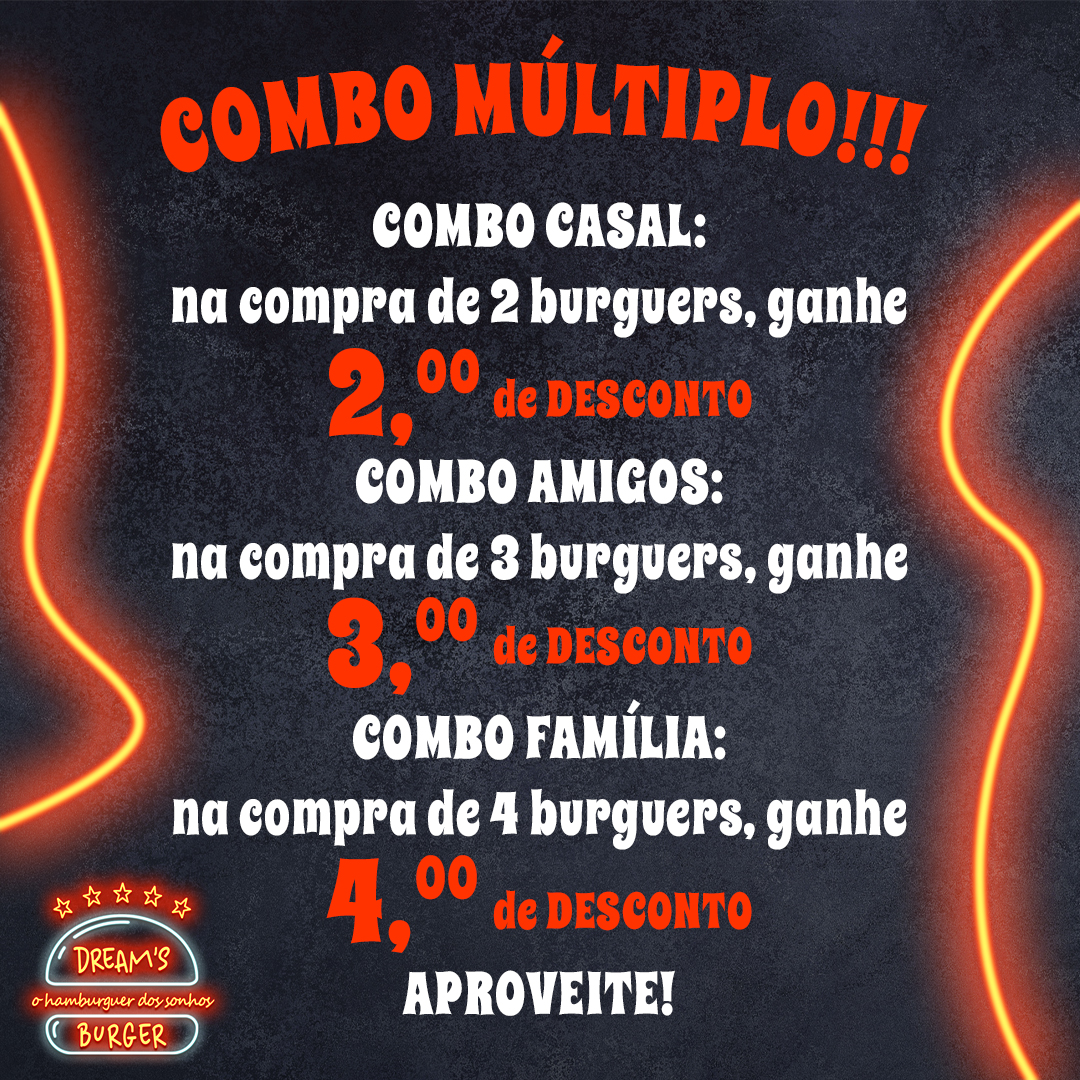 COMBO MÚLTIPLO!!!
COMBO CASAL:
na compra de 2 burguers, ganhe
2,00 de DESCONTO
COMBO AMIGOS:
na compra de 3 burguers, ganhe
3,00 de DESCONTO
COMBO FAMÍLIA:
na compra de 4 burguers, ganhe
4,00 de DESCONTO
APROVEITE!
DREAM'S
o hamburguer dos sonhos
BURGER